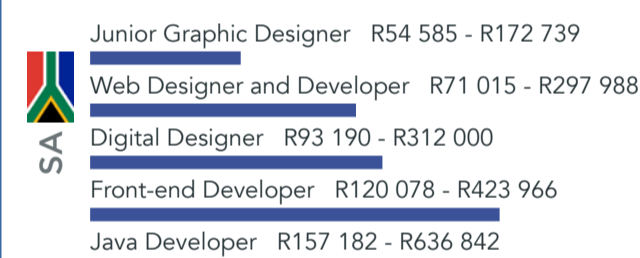 Junior Graphic Designer R54 585 - R172 739
Web Designer and Developer R71 015 - R297 988
Digital Designer R93 190 - R312 000
Front-end Developer R120 078 - R423 966
Java Developer R157 182 - R636 842
SA